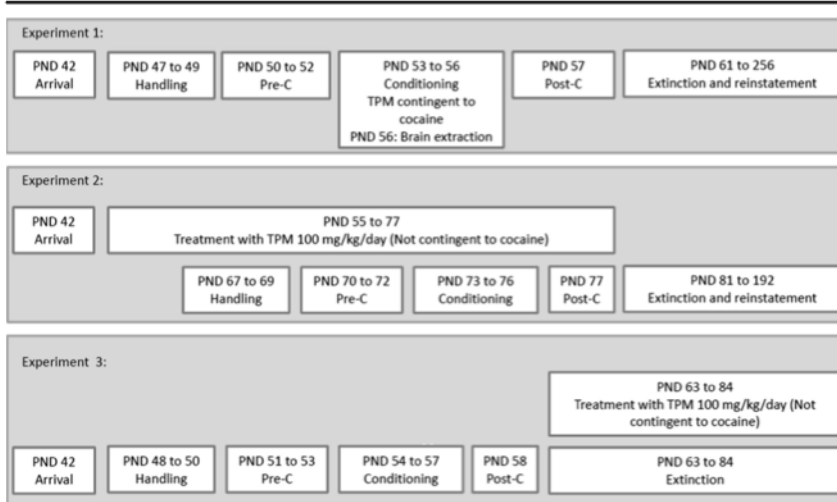 Experiment 1:
PND 42
Arrival
PND 47 to 49
Handling
PND 50 to 52
Pre-C
PND 53 to 56
Conditioning
TPM contingent to
cocaine
PND 56: Brain extraction
PND 57
Post-C
PND 61 to 256
Extinction and reinstatement
Experiment 2:
PND 42
Arrival
PND 55 to 77
Treatment with TPM 100 mg/kg/day (Not contingent to cocaine)
PND 67 to 69
Handling
PND 70 to 72
Pre-C
PND 73 to 76
Conditioning
PND 77
Post-C
PND 81 to 192
Extinction and reinstatement
Experiment 3:
PND 63 to 84
Treatment with TPM 100 mg/kg/day (Not
contingent to cocaine)
PND 42
Arrival
PND 48 to 50
Handling
PND 51 to 53
Pre-C
PND 54 to 57
Conditioning
PND 58
Post-C
PND 63 to 84
Extinction